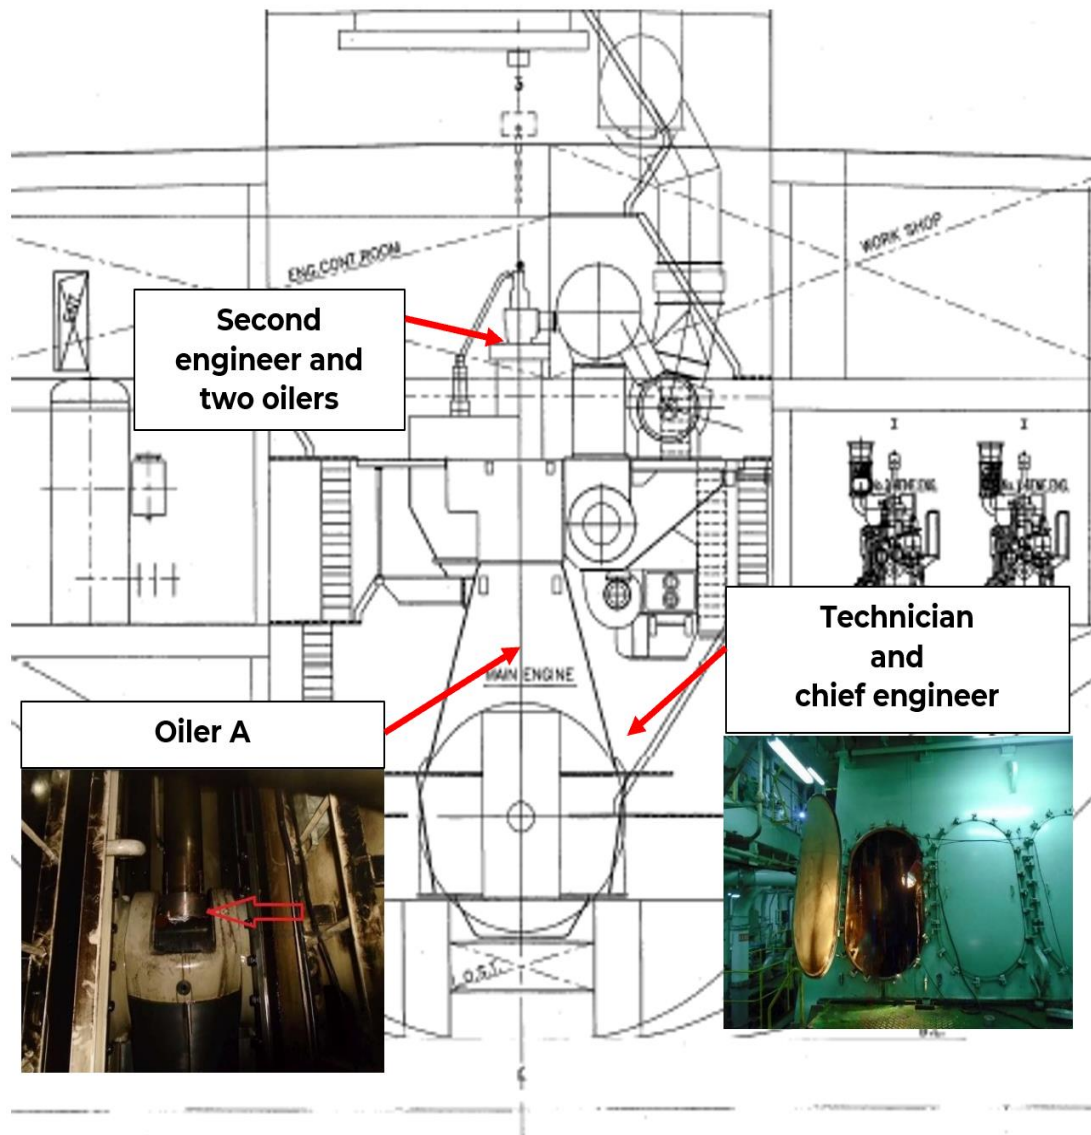 ENG.CONT.ROOM
WORK SHOP
Second
engineer and
two oilers
MAIN ENGINE
Technician
and
chief engineer
Oiler A